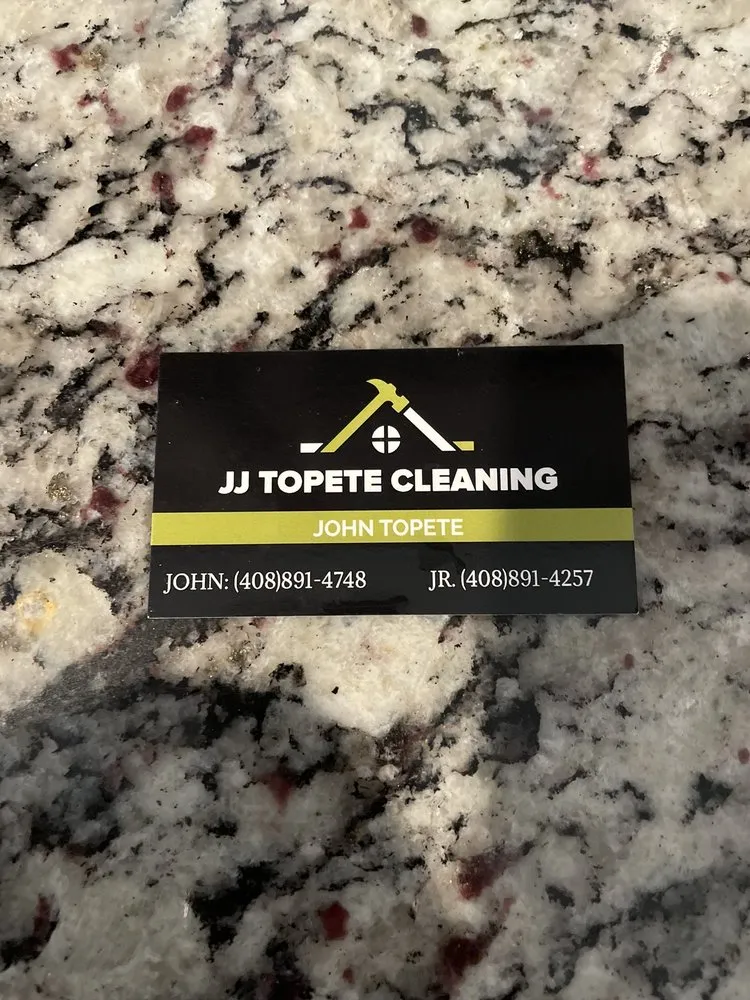 JJ TOPETE CLEANING
JOHN TOPETE
JOHN: (408)891-4748 JR. (408)891-4257